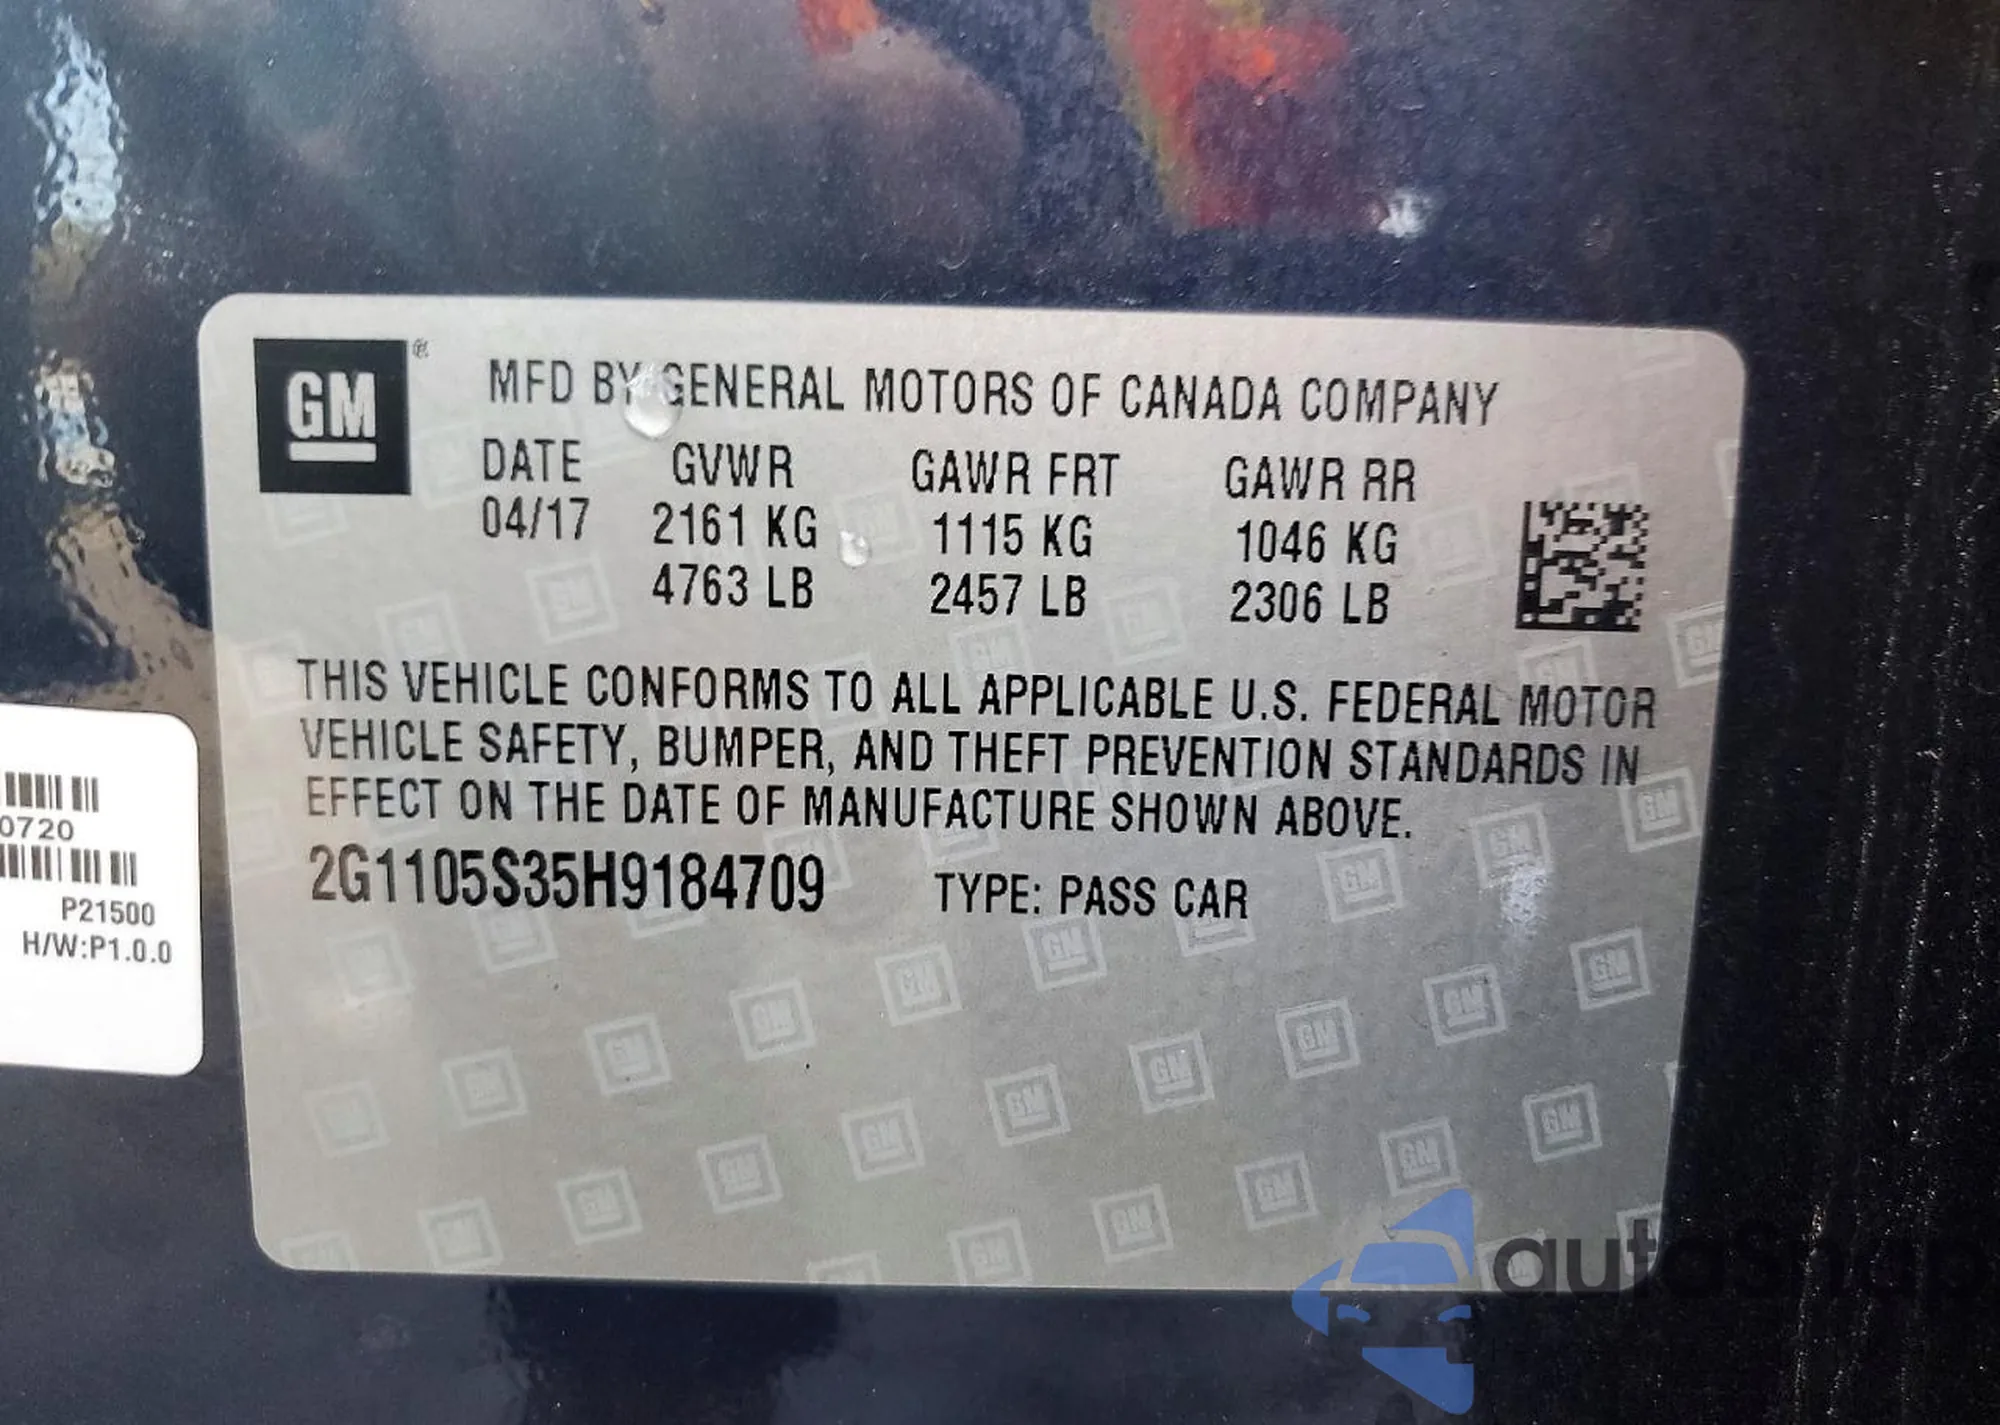 GM ®
MFD BY GENERAL MOTORS OF CANADA COMPANY
DATE GVWR GAWR FRT GAWR RR
04/17 2161 KG 1115 KG 1046 KG
4763 LB 2457 LB 2306 LB
THIS VEHICLE CONFORMS TO ALL APPLICABLE U.S. FEDERAL MOTOR
VEHICLE SAFETY, BUMPER, AND THEFT PREVENTION STANDARDS IN
EFFECT ON THE DATE OF MANUFACTURE SHOWN ABOVE.
2G1105S35H9184709 TYPE: PASS CAR
0720
P21500
H/W:P1.0.0
autaSnap